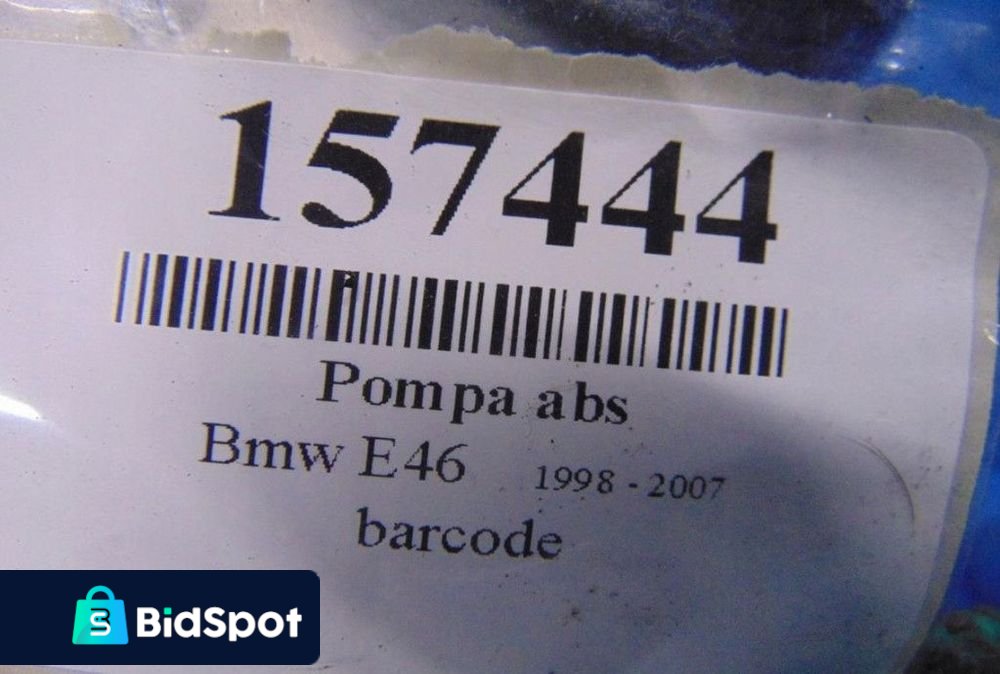 157444
Pompa abs
Bmw E46 1998 - 2007
barcode
BidSpot